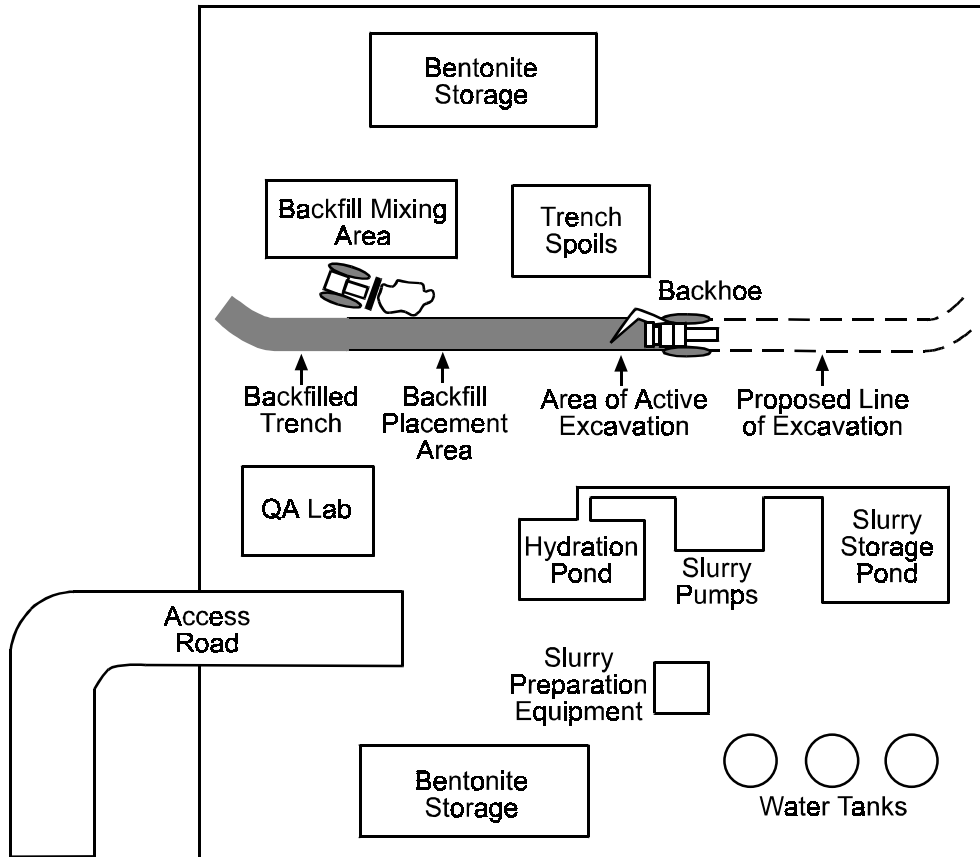 Bentonite
Storage
Backfill Mixing
Area
Trench
Spoils
Backhoe
Backfilled
Trench
Backfill
Placement
Area
Area of Active
Excavation
Proposed Line
of Excavation
QA Lab
Hydration
Pond
Slurry
Pumps
Slurry
Storage
Pond
Access
Road
Slurry
Preparation
Equipment
Bentonite
Storage
Water Tanks